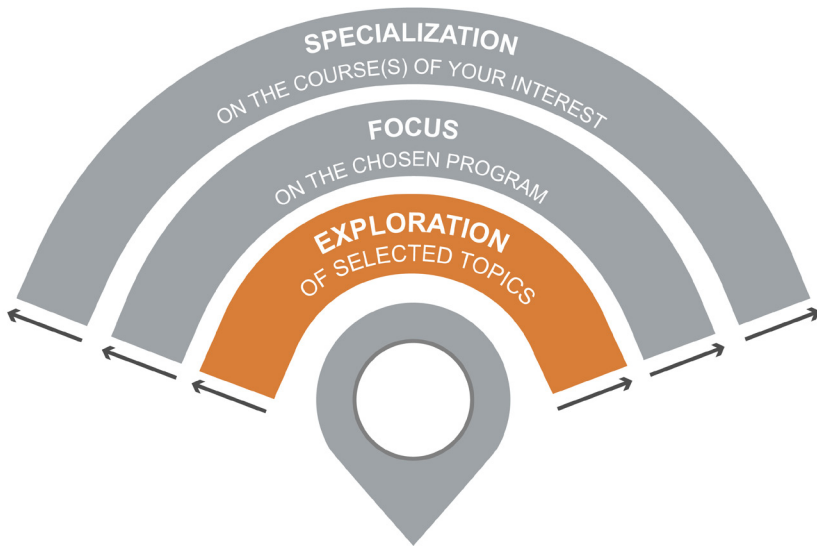 SPECIALIZATION
ON THE COURSE(S) OF YOUR INTEREST
FOCUS
ON THE CHOSEN PROGRAM
EXPLORATION
OF SELECTED TOPICS